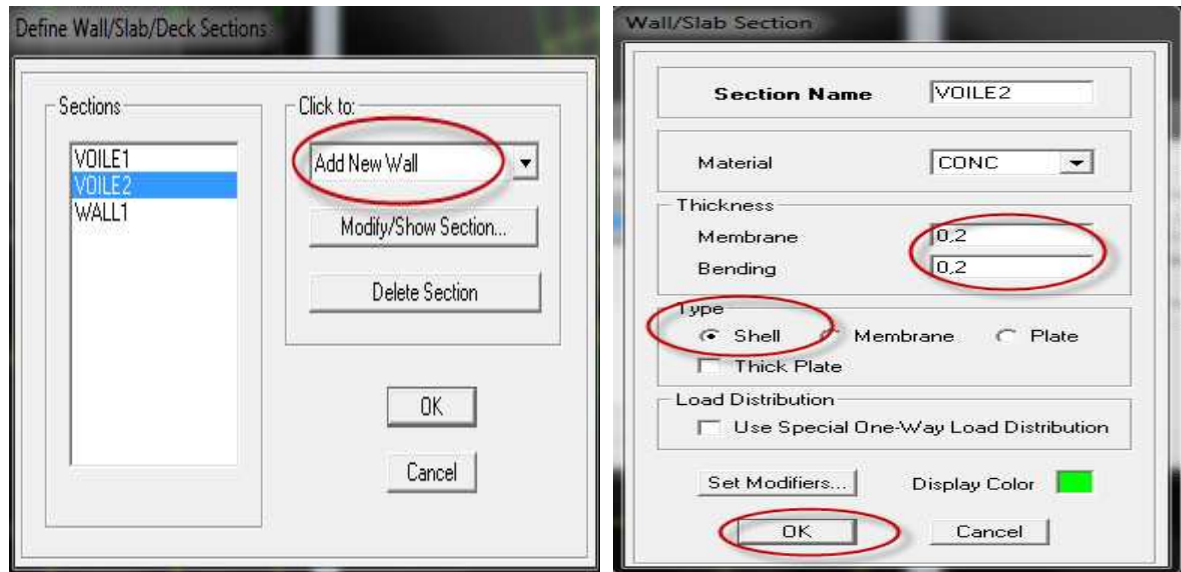 Define Wall/Slab/Deck Sections
Sections
VOILE1
VOILE2
WALL1
Click to:
Add New Wall
Modify/Show Section...
Delete Section
OK
Cancel
Wall/Slab Section
Section Name VOILE2
Material CONC
Thickness
Membrane 0,2
Bending 0,2
Type
Shell Membrane Plate
Thick Plate
Load Distribution
Use Special One-Way Load Distribution
Set Modifiers... Display Color
OK Cancel